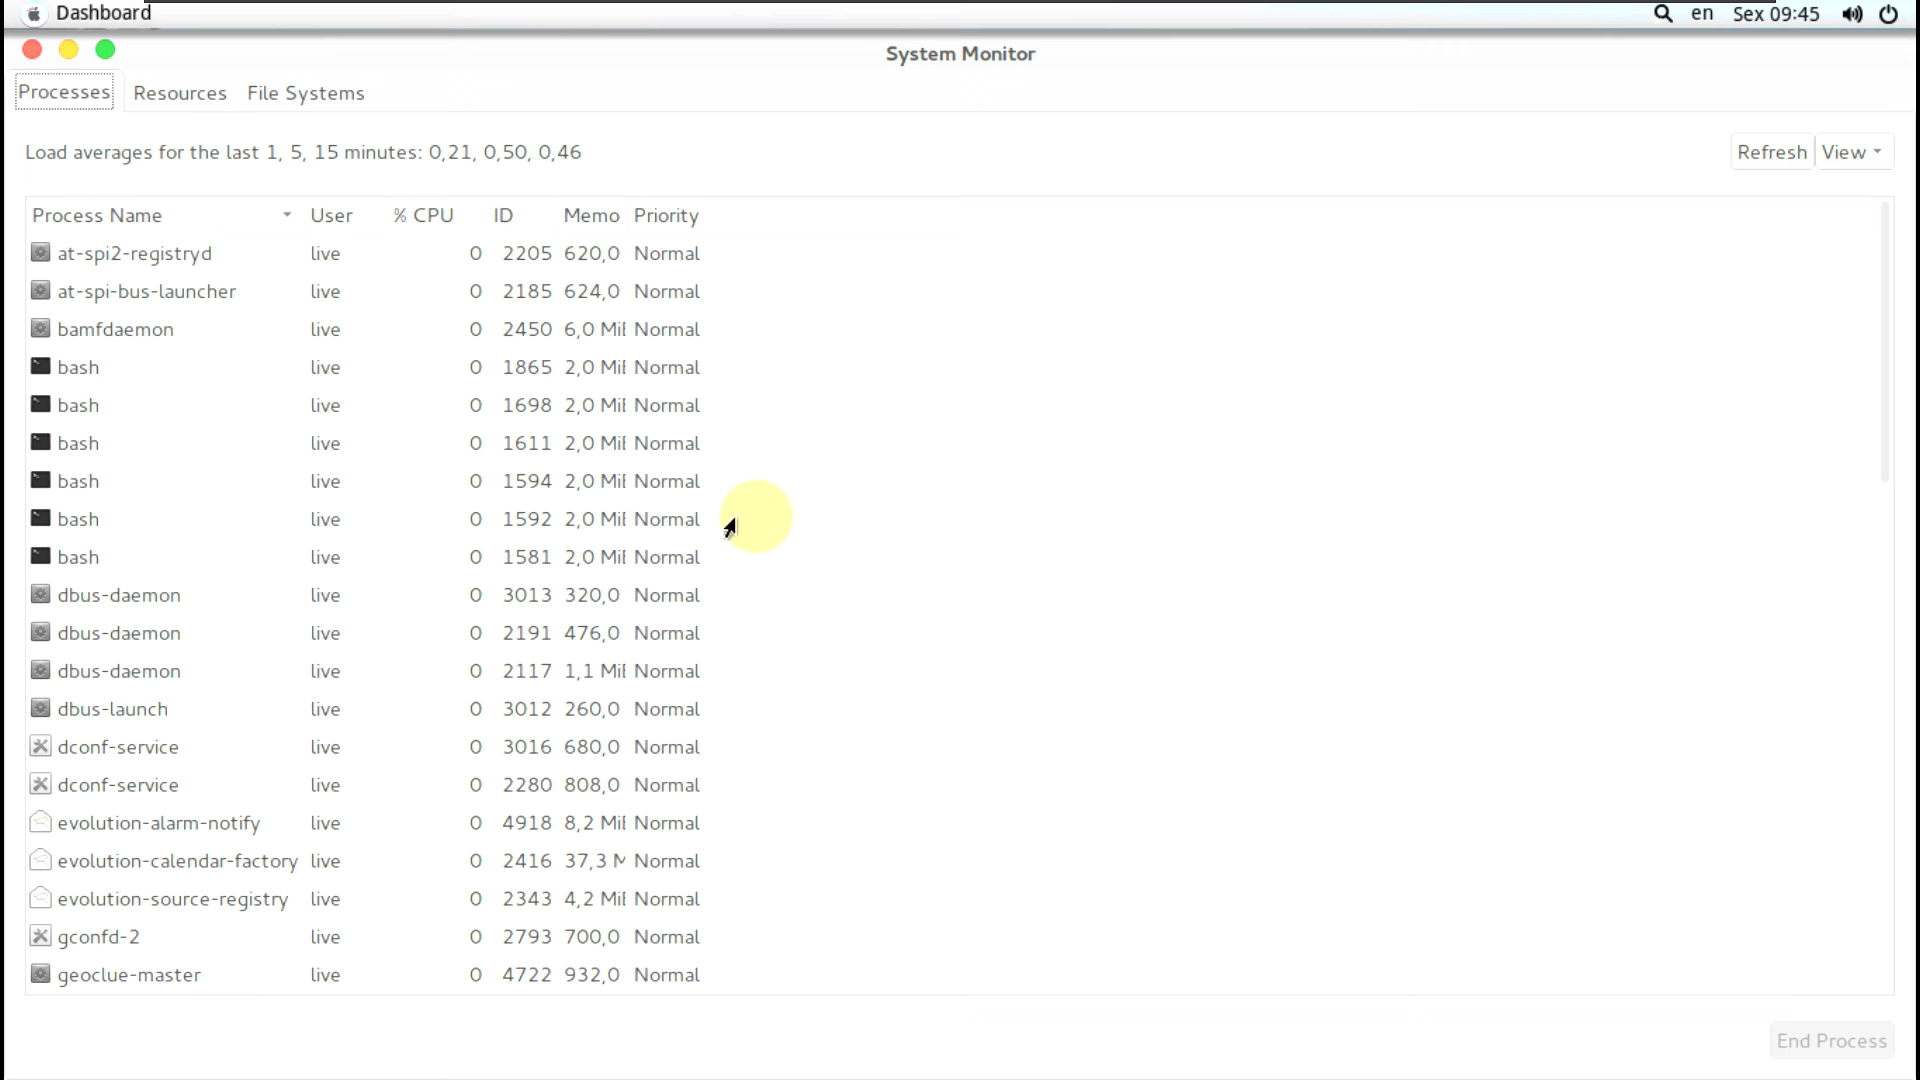 Dashboard en Sex 09:45
System Monitor
Processes Resources File Systems
Load averages for the last 1, 5, 15 minutes: 0,21, 0,50, 0,46 Refresh View
Process Name User % CPU ID Memo Priority
at-spi2-registryd live 0 2205 620,0 Normal
at-spi-bus-launcher live 0 2185 624,0 Normal
bamfdaemon live 0 2450 6,0 MiB Normal
bash live 0 1865 2,0 MiB Normal
bash live 0 1698 2,0 MiB Normal
bash live 0 1611 2,0 MiB Normal
bash live 0 1594 2,0 MiB Normal
bash live 0 1592 2,0 MiB Normal
bash live 0 1581 2,0 MiB Normal
dbus-daemon live 0 3013 320,0 Normal
dbus-daemon live 0 2191 476,0 Normal
dbus-daemon live 0 2117 1,1 MiB Normal
dbus-launch live 0 3012 260,0 Normal
dconf-service live 0 3016 680,0 Normal
dconf-service live 0 2280 808,0 Normal
evolution-alarm-notify live 0 4918 8,2 MiB Normal
evolution-calendar-factory live 0 2416 37,3 M Normal
evolution-source-registry live 0 2343 4,2 MiB Normal
gconfd-2 live 0 2793 700,0 Normal
geoclue-master live 0 4722 932,0 Normal
End Process